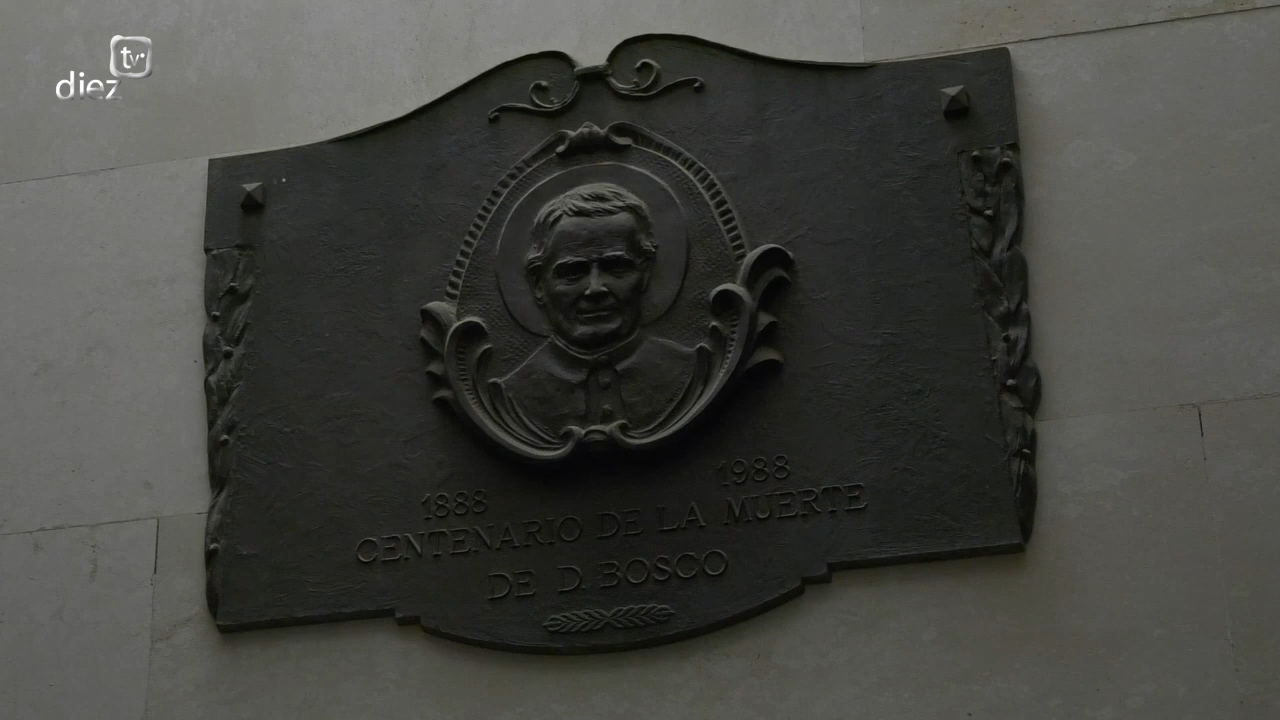 tv
diez
1888 1988
CENTENARIO DE LA MUERTE
DE D. BOSCO